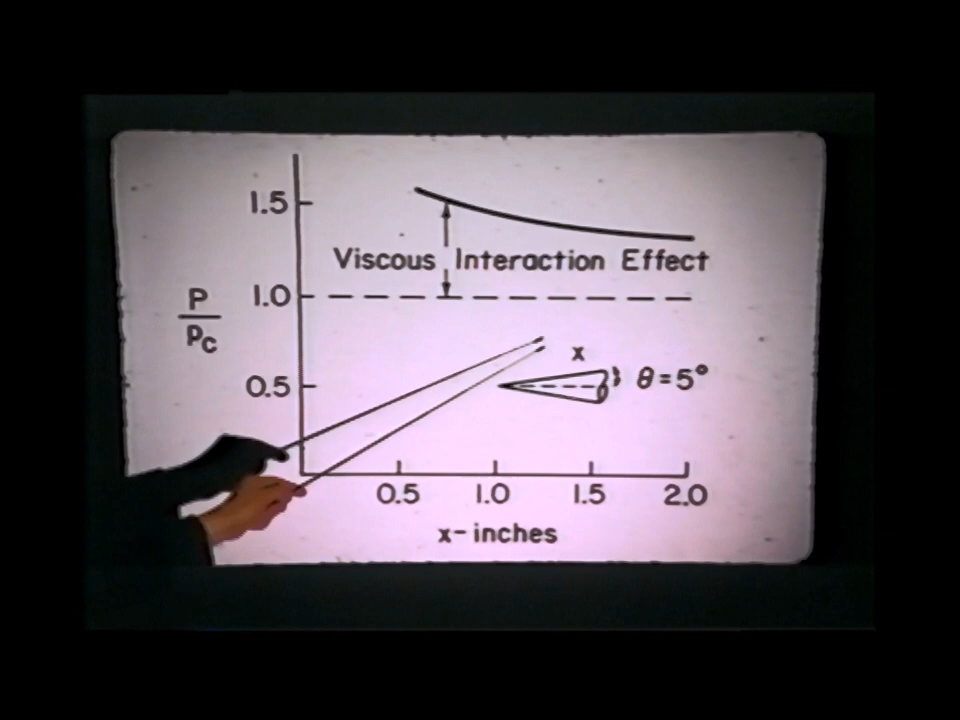 1.5
Viscous Interaction Effect
1.0
P
Pc
0.5
x
θ=5°
0.5 1.0 1.5 2.0
x-inches